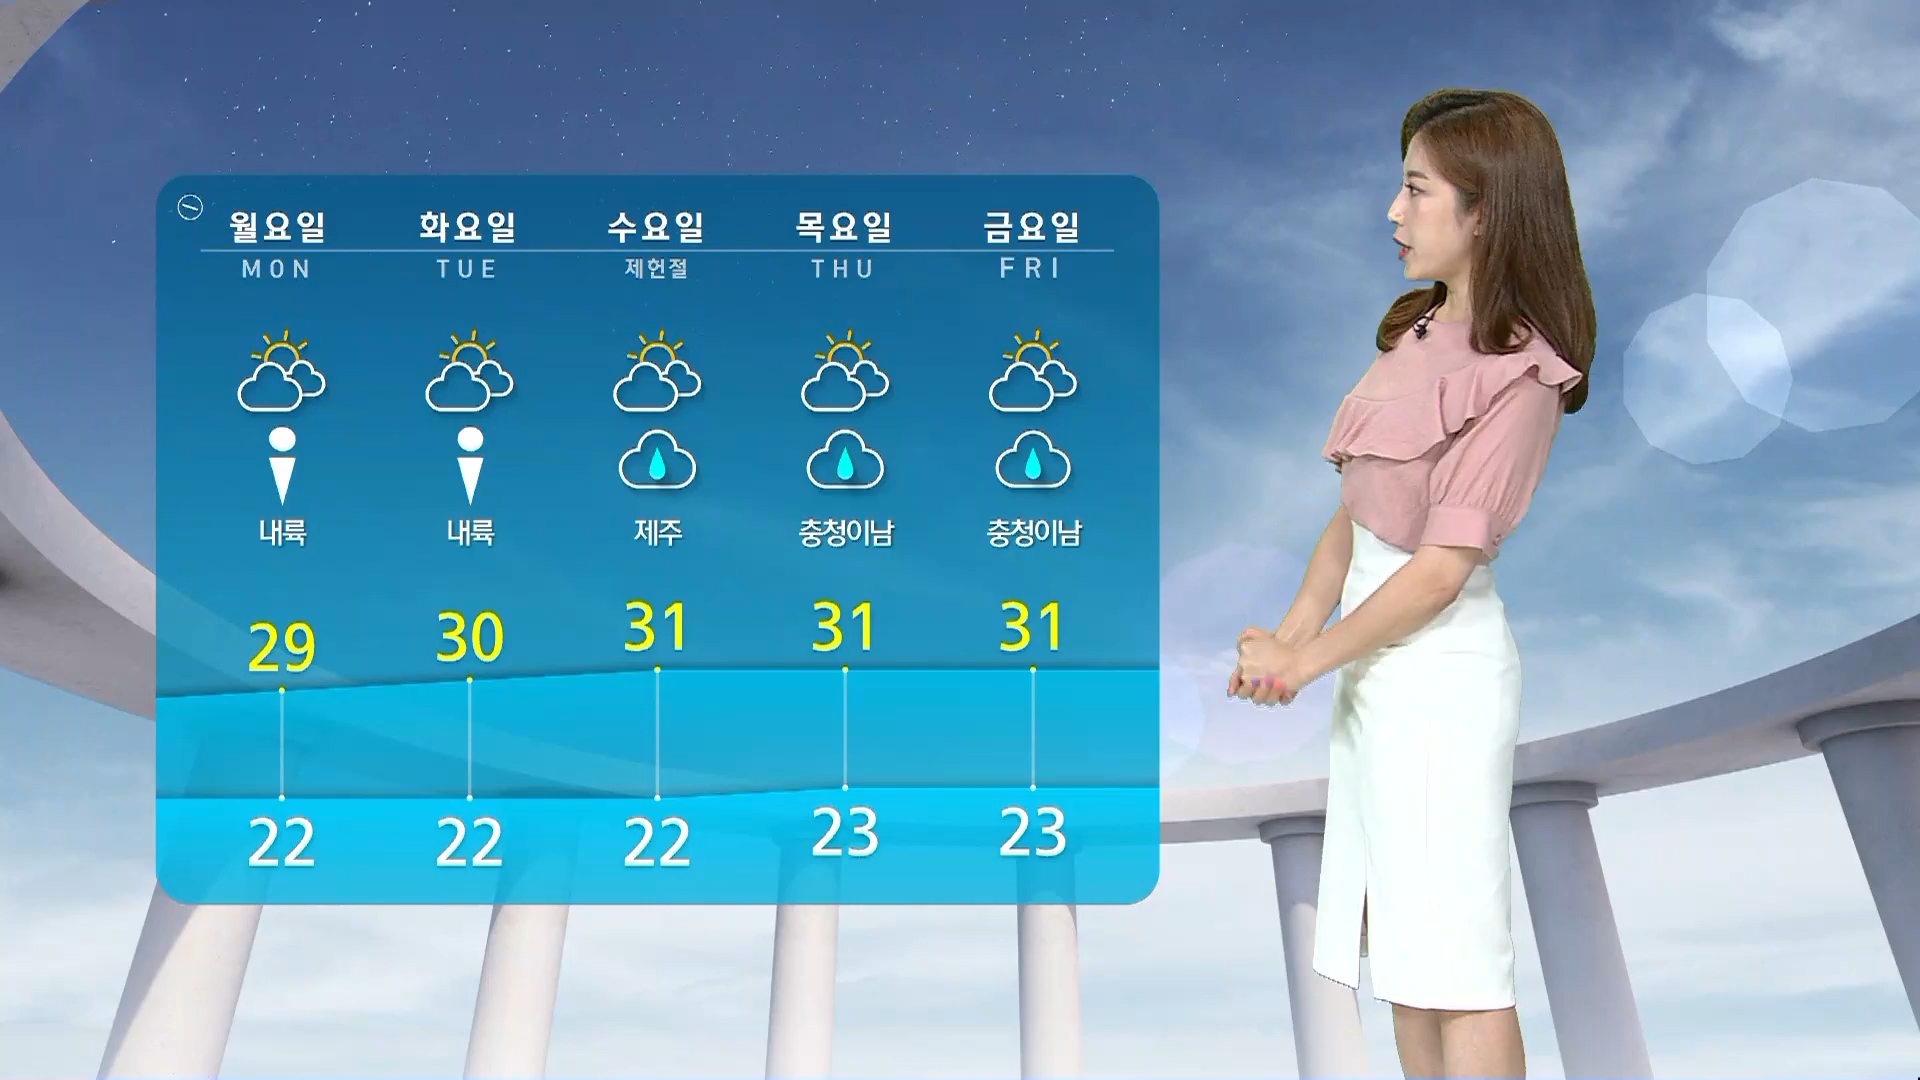 월요일 화요일 수요일 목요일 금요일
MON TUE 제헌절 THU FRI
내륙 내륙 제주 충청이남 충청이남
29 30 31 31 31
22 22 22 23 23